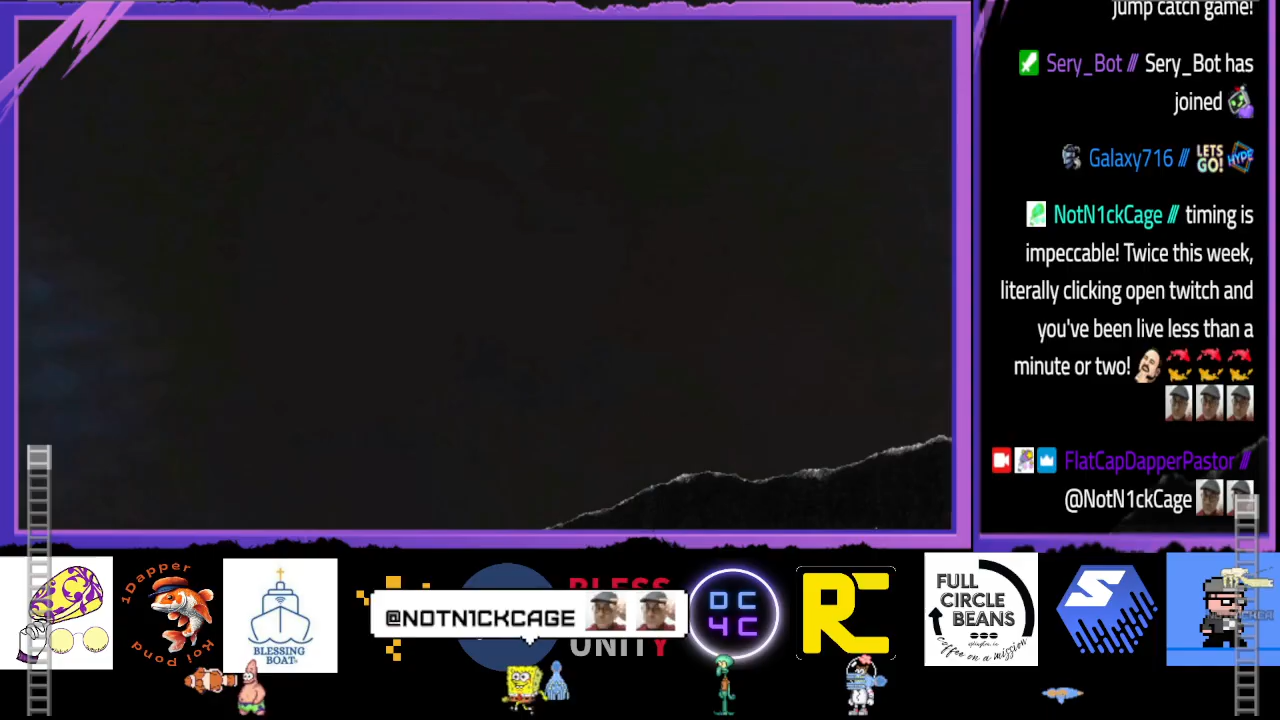 jump catch game!
Sery_Bot /// Sery_Bot has
joined
Galaxy716 /// LETS GO! HYPE
NotN1ckCage /// timing is
impeccable! Twice this week,
literally clicking open twitch and
you've been live less than a
minute or two!
FlatCapDapperPastor ///
@NotN1ckCage
1Dapper
Koi pond
BLESSING
BOAT
BLESS
UNITY
@NOTN1CKCAGE
DC
4C
RC
FULL
CIRCLE
BEANS
coffee on a mission
S